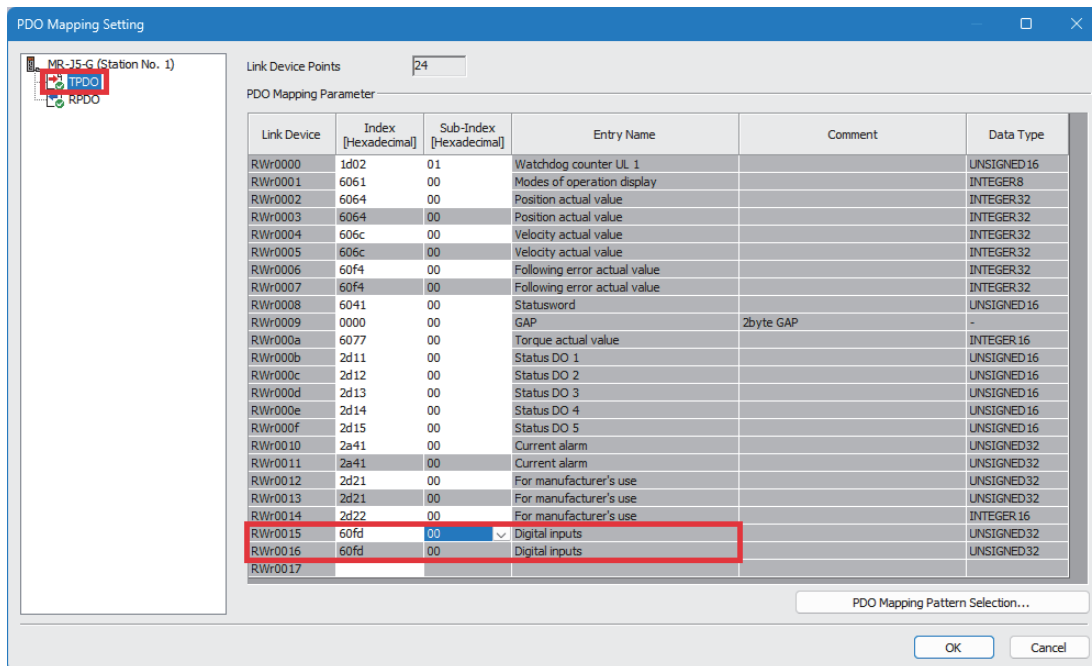 PDO Mapping Setting
MR-J5-G (Station No. 1)
TPDO
RPDO
Link Device Points 24
PDO Mapping Parameter
Link Device Index [Hexadecimal] Sub-Index [Hexadecimal] Entry Name Comment Data Type
RWr0000 1d02 01 Watchdog counter UL 1 UNSIGNED16
RWr0001 6061 00 Modes of operation display INTEGER8
RWr0002 6064 00 Position actual value INTEGER32
RWr0003 6064 00 Position actual value INTEGER32
RWr0004 606c 00 Velocity actual value INTEGER32
RWr0005 606c 00 Velocity actual value INTEGER32
RWr0006 60f4 00 Following error actual value INTEGER32
RWr0007 60f4 00 Following error actual value INTEGER32
RWr0008 6041 00 Statusword UNSIGNED16
RWr0009 0000 00 GAP 2byte GAP -
RWr000a 6077 00 Torque actual value INTEGER16
RWr000b 2d11 00 Status DO 1 UNSIGNED16
RWr000c 2d12 00 Status DO 2 UNSIGNED16
RWr000d 2d13 00 Status DO 3 UNSIGNED16
RWr000e 2d14 00 Status DO 4 UNSIGNED16
RWr000f 2d15 00 Status DO 5 UNSIGNED16
RWr0010 2a41 00 Current alarm UNSIGNED32
RWr0011 2a41 00 Current alarm UNSIGNED32
RWr0012 2d21 00 For manufacturer's use UNSIGNED32
RWr0013 2d21 00 For manufacturer's use UNSIGNED32
RWr0014 2d22 00 For manufacturer's use INTEGER16
RWr0015 60fd 00 Digital inputs UNSIGNED32
RWr0016 60fd 00 Digital inputs UNSIGNED32
RWr0017
PDO Mapping Pattern Selection...
OK Cancel